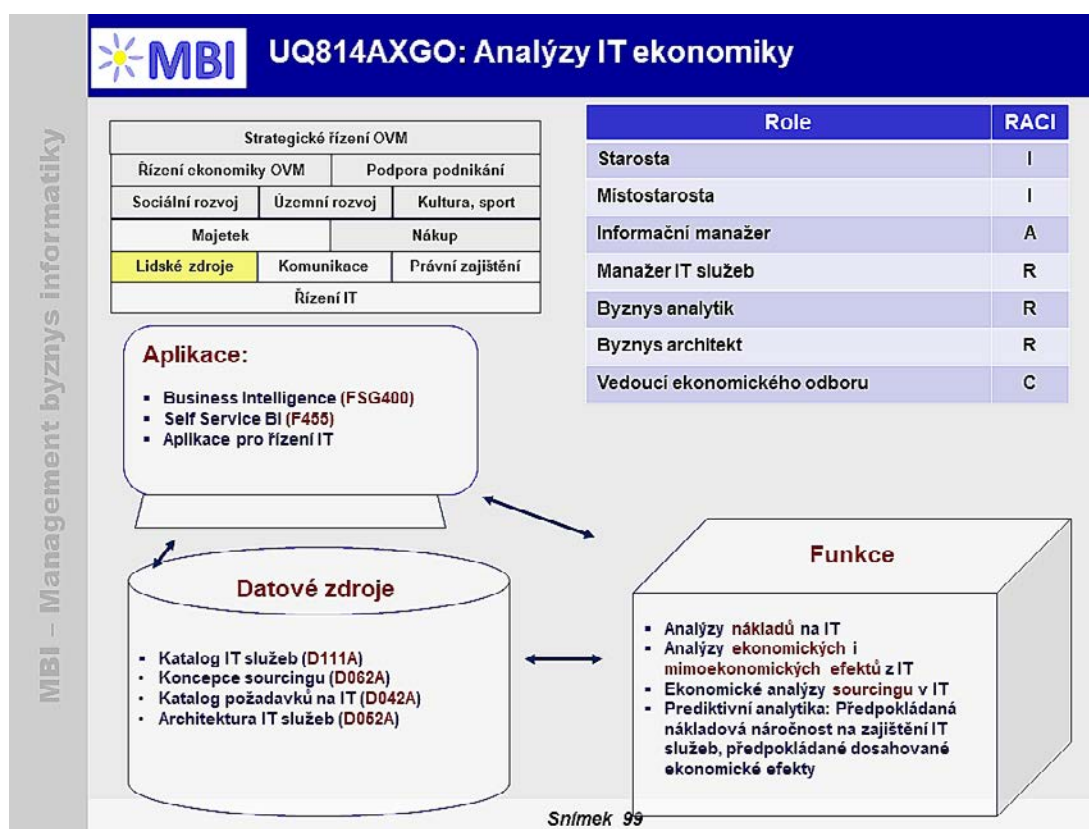 MBI – Management byznys informatiky
MBI
UQ814AXGO: Analýzy IT ekonomiky
Strategické řízení OVM
Řízení ekonomiky OVM
Podpora podnikání
Sociální rozvoj
Územní rozvoj
Kultura, sport
Majetek
Nákup
Lidské zdroje
Komunikace
Právní zajištění
Řízení IT
Role RACI
Starosta I
Místostarosta I
Informační manažer A
Manažer IT služeb R
Byznys analytik R
Byznys architekt R
Vedoucí ekonomického odboru C
Aplikace:
▪ Business Intelligence (FSG400)
▪ Self Service BI (F455)
▪ Aplikace pro řízení IT
Datové zdroje
▪ Katalog IT služeb (D111A)
▪ Koncepce sourcingu (D062A)
▪ Katalog požadavků na IT (D042A)
▪ Architektura IT služeb (D052A)
Funkce
▪ Analýzy nákladů na IT
▪ Analýzy ekonomických i
mimoekonomických efektů z IT
▪ Ekonomické analýzy sourcingu v IT
▪ Prediktivní analytika: Předpokládaná
nákladová náročnost na zajištění IT
služeb, předpokládané dosahované
ekonomické efekty
Snímek 99